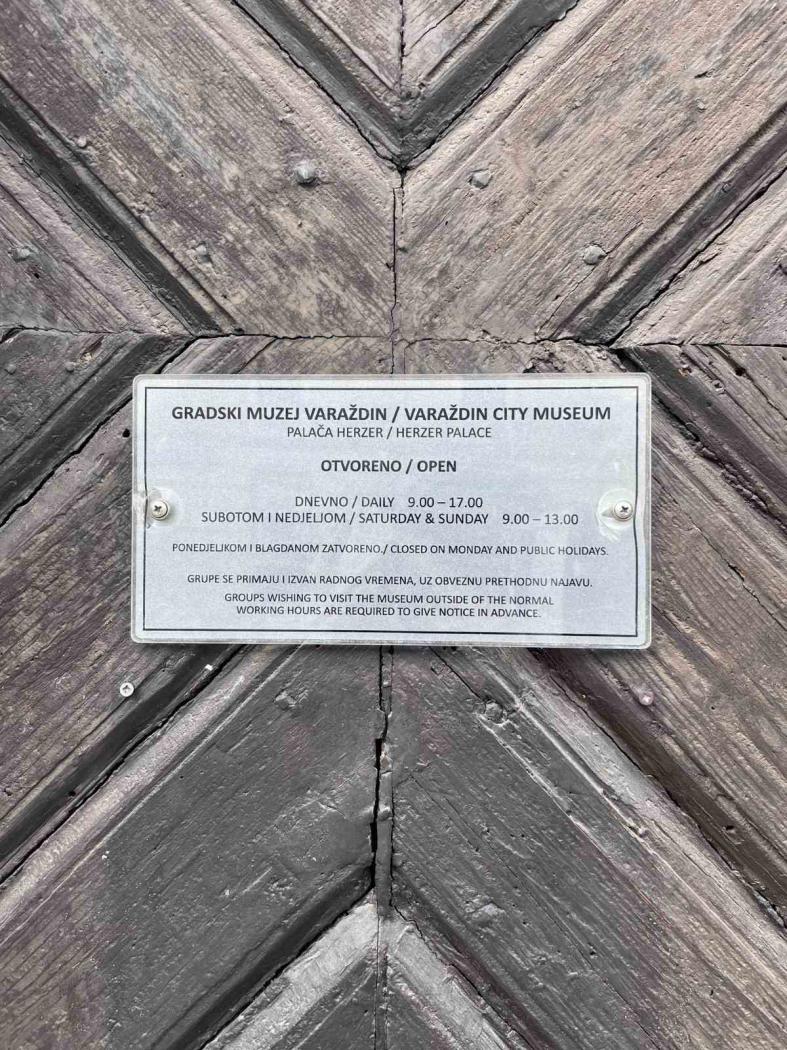 GRADSKI MUZEJ VARAŽDIN / VARAŽDIN CITY MUSEUM
PALAČA HERZER / HERZER PALACE
OTVORENO / OPEN
DNEVNO / DAILY 9.00 – 17.00
SUBOTOM I NEDJELJOM / SATURDAY & SUNDAY 9.00 – 13.00
PONEDJELJKOM I BLAGDANOM ZATVORENO./ CLOSED ON MONDAY AND PUBLIC HOLIDAYS.
GRUPE SE PRIMAJU I IZVAN RADNOG VREMENA, UZ OBVEZNU PRETHODNU NAJAVU.
GROUPS WISHING TO VISIT THE MUSEUM OUTSIDE OF THE NORMAL
WORKING HOURS ARE REQUIRED TO GIVE NOTICE IN ADVANCE.